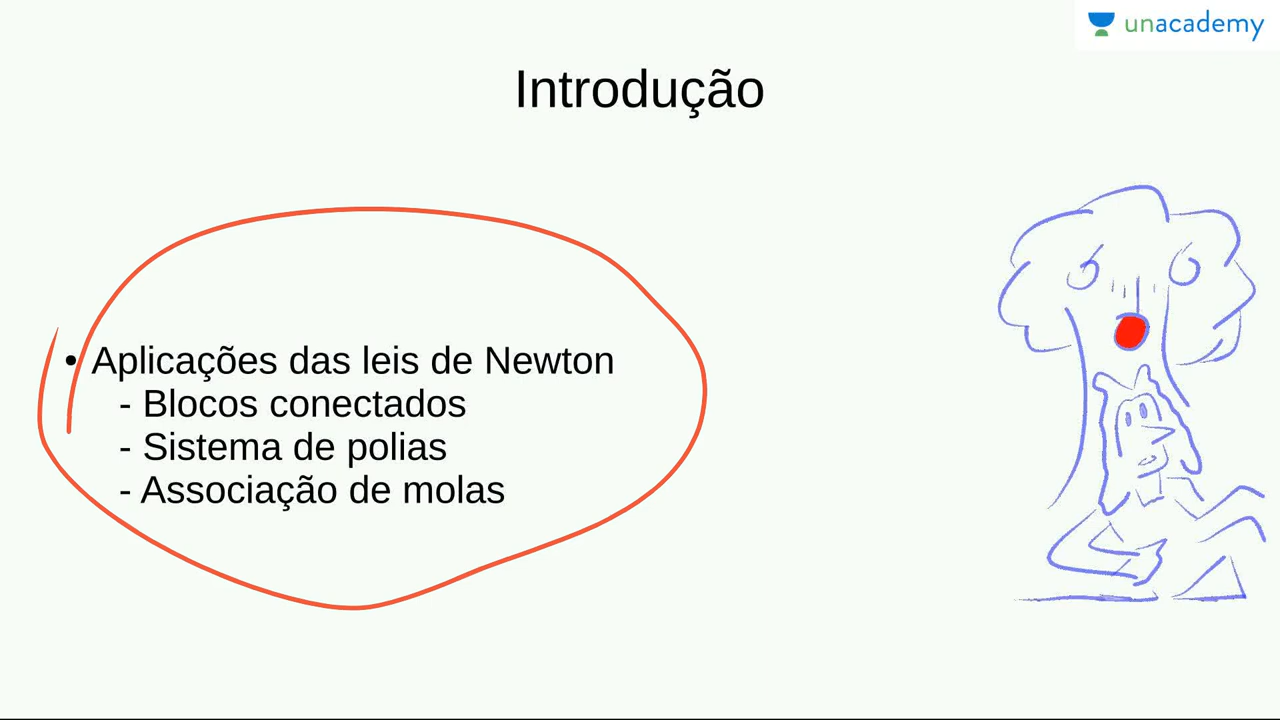 unacademy
Introdução
• Aplicações das leis de Newton
- Blocos conectados
- Sistema de polias
- Associação de molas